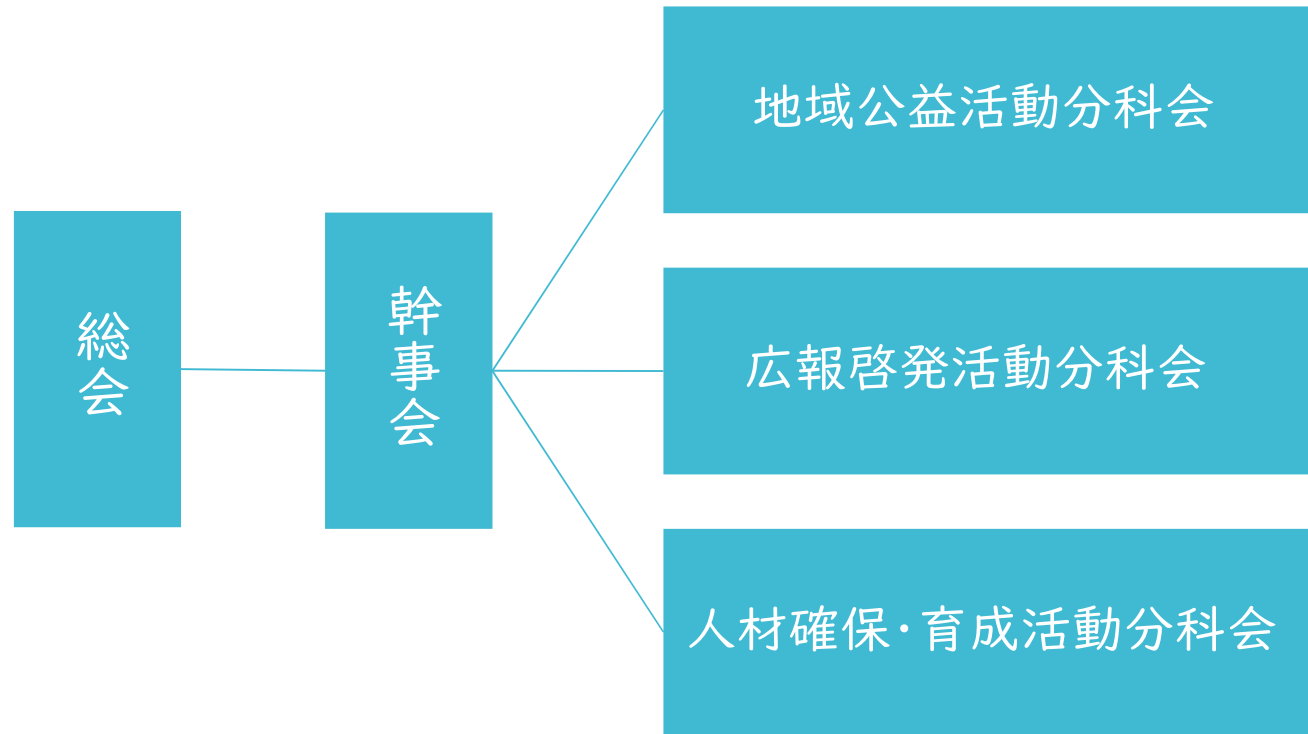 総会
幹事会
地域公益活動分科会
広報啓発活動分科会
人材確保・育成活動分科会